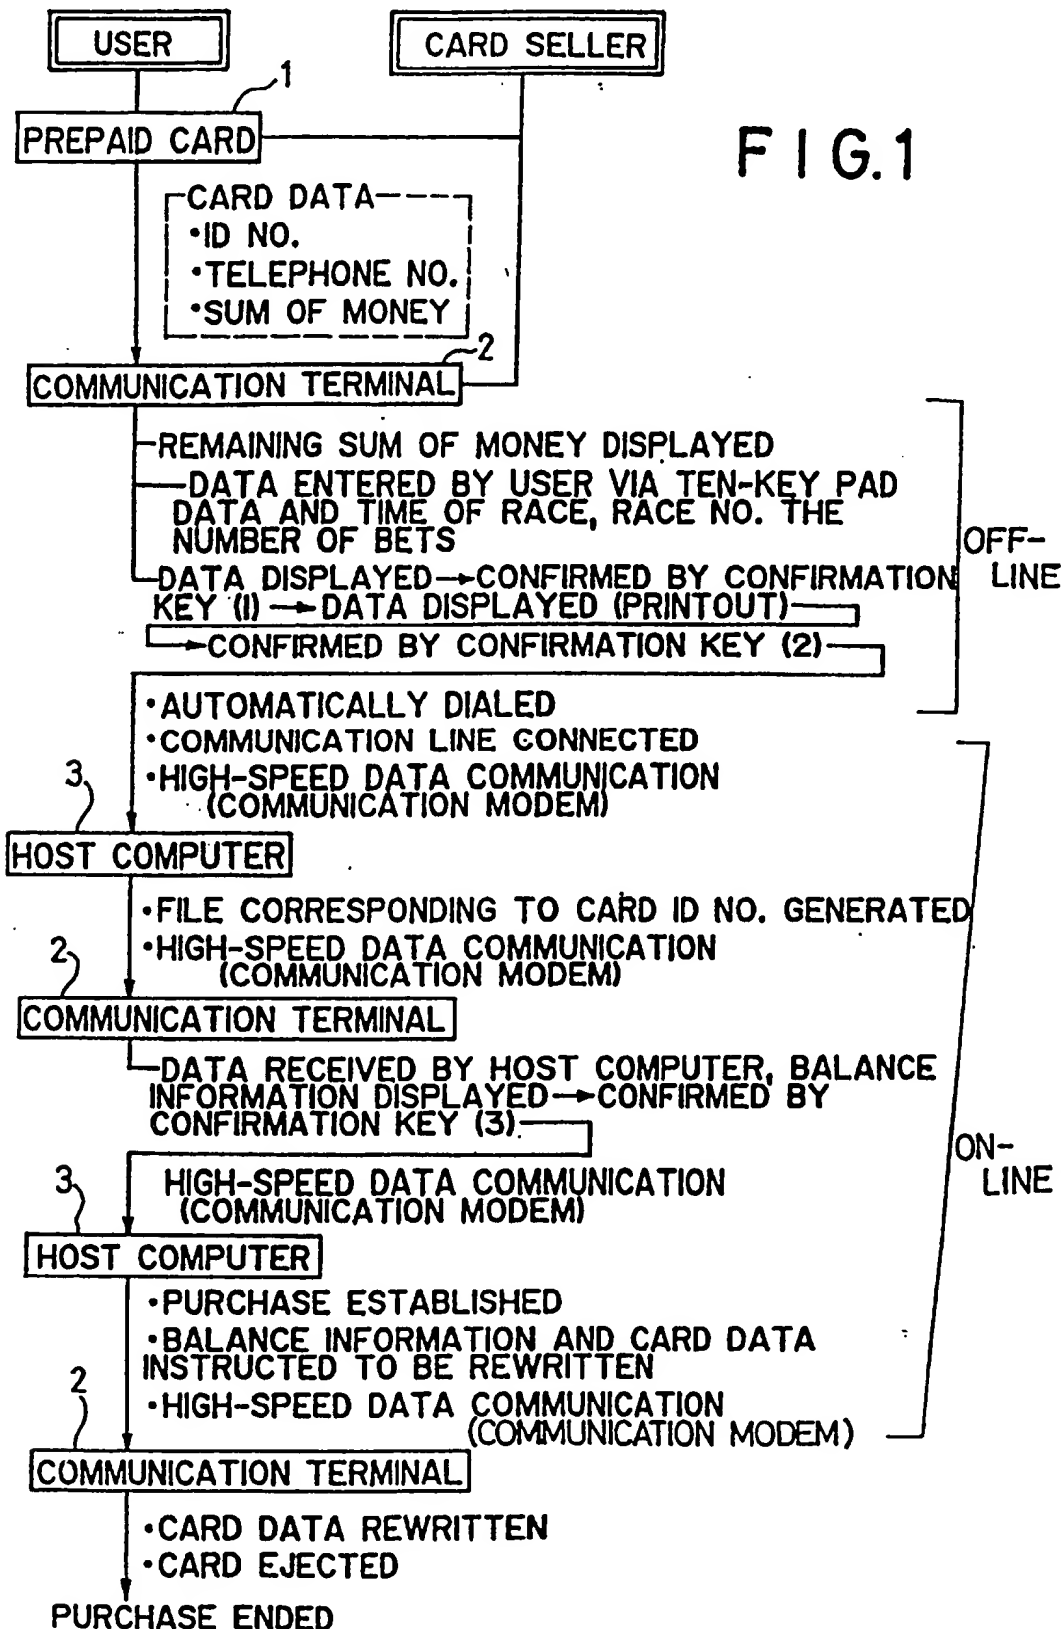 USER
CARD SELLER
1
PREPAID CARD
FIG.1
CARD DATA
•ID NO.
•TELEPHONE NO.
•SUM OF MONEY
2
COMMUNICATION TERMINAL
REMAINING SUM OF MONEY DISPLAYED
DATA ENTERED BY USER VIA TEN-KEY PAD
DATA AND TIME OF RACE, RACE NO. THE
NUMBER OF BETS
OFF-
LINE
DATA DISPLAYED→CONFIRMED BY CONFIRMATION
KEY (1)→DATA DISPLAYED (PRINTOUT)
→CONFIRMED BY CONFIRMATION KEY (2)
•AUTOMATICALLY DIALED
•COMMUNICATION LINE CONNECTED
•HIGH-SPEED DATA COMMUNICATION
(COMMUNICATION MODEM)
3
HOST COMPUTER
•FILE CORRESPONDING TO CARD ID NO. GENERATED
•HIGH-SPEED DATA COMMUNICATION
(COMMUNICATION MODEM)
2
COMMUNICATION TERMINAL
DATA RECEIVED BY HOST COMPUTER, BALANCE
INFORMATION DISPLAYED→CONFIRMED BY
CONFIRMATION KEY (3)
ON-
LINE
HIGH-SPEED DATA COMMUNICATION
(COMMUNICATION MODEM)
3
HOST COMPUTER
•PURCHASE ESTABLISHED
•BALANCE INFORMATION AND CARD DATA
INSTRUCTED TO BE REWRITTEN
•HIGH-SPEED DATA COMMUNICATION
(COMMUNICATION MODEM)
2
COMMUNICATION TERMINAL
•CARD DATA REWRITTEN
•CARD EJECTED
PURCHASE ENDED